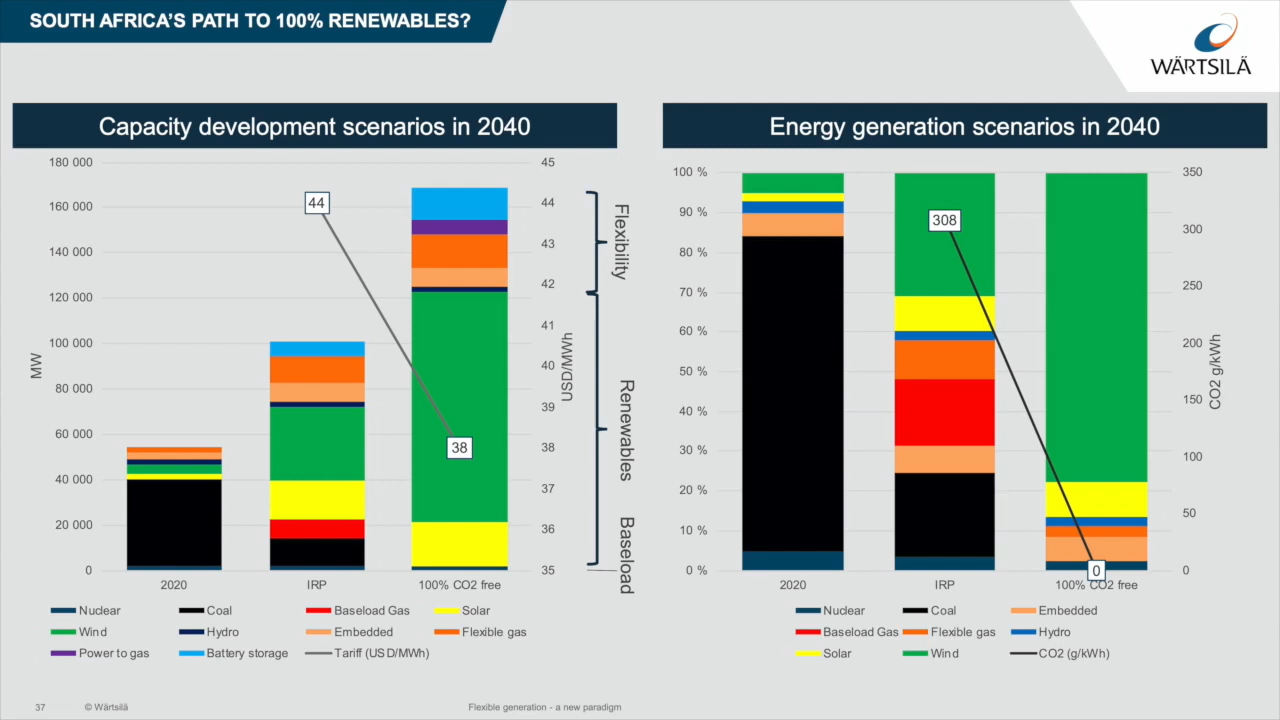 SOUTH AFRICA'S PATH TO 100% RENEWABLES?
WÄRTSILÄ
Capacity development scenarios in 2040
180 000
160 000
140 000
120 000
100 000
80 000
60 000
40 000
20 000
0
MW
44
38
45
44
43
42
41
40
39
38
37
36
35
USD/MWh
Flexibility
Renewables
Baseload
2020
IRP
100% CO2 free
Nuclear
Coal
Baseload Gas
Solar
Wind
Hydro
Embedded
Flexible gas
Power to gas
Battery storage
Tariff (USD/MWh)
Energy generation scenarios in 2040
100 %
90 %
80 %
70 %
60 %
50 %
40 %
30 %
20 %
10 %
0 %
308
0
350
300
250
200
150
100
50
0
CO2 g/kWh
2020
IRP
100% CO2 free
Nuclear
Coal
Embedded
Baseload Gas
Flexible gas
Hydro
Solar
Wind
CO2 (g/kWh)
37
© Wärtsilä
Flexible generation - a new paradigm